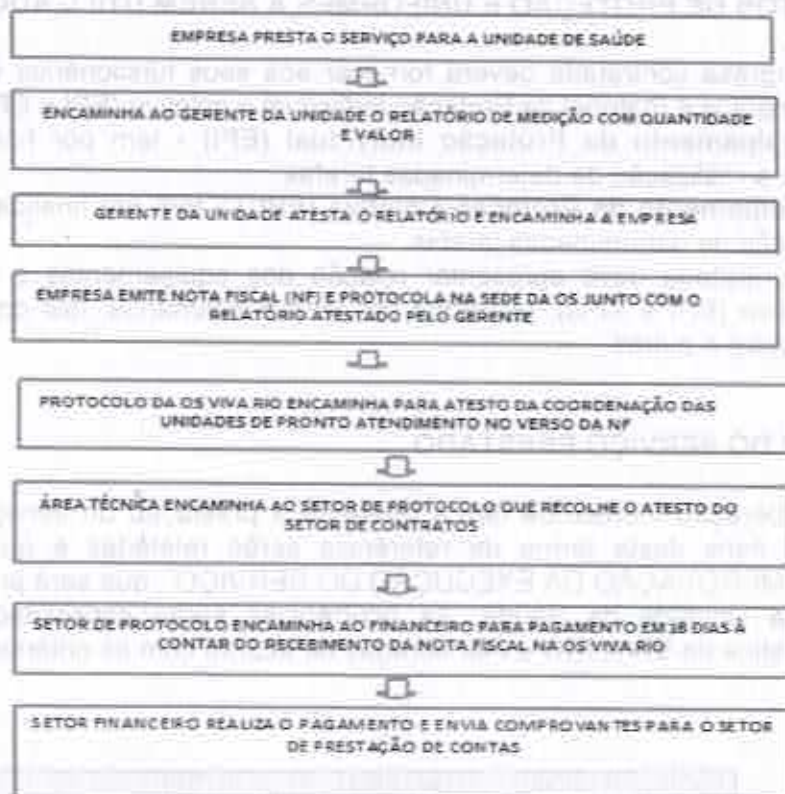 EMPRESA PRESTA O SERVIÇO PARA A UNIDADE DE SAÚDE
ENCAMINHA AO GERENTE DA UNIDADE O RELATÓRIO DE MEDIÇÃO COM QUANTIDADE
E VALOR
GERENTE DA UNIDADE ATESTA O RELATÓRIO E ENCAMINHA A EMPRESA
EMPRESA EMITE NOTA FISCAL (NF) E PROTOCOLA NA SEDE DA OS JUNTO COM O
RELATÓRIO ATESTADO PELO GERENTE
PROTOCOLO DA OS VIVA RIO ENCAMINHA PARA ATESTO DA COORDENAÇÃO DAS
UNIDADES DE PRONTO ATENDIMENTO NO VERSO DA NF
ÁREA TÉCNICA ENCAMINHA AO SETOR DE PROTOCOLO QUE RECOLHE O ATESTO DO
SETOR DE CONTRATOS
SETOR DE PROTOCOLO ENCAMINHA AO FINANCEIRO PARA PAGAMENTO EM DIAS À
CONTAR DO RECEBIMENTO DA NOTA FISCAL NA OS VIVA RIO
SETOR FINANCEIRO REALIZA O PAGAMENTO E ENVIA COMPROVANTES PARA O SETOR
DE PRESTAÇÃO DE CONTAS